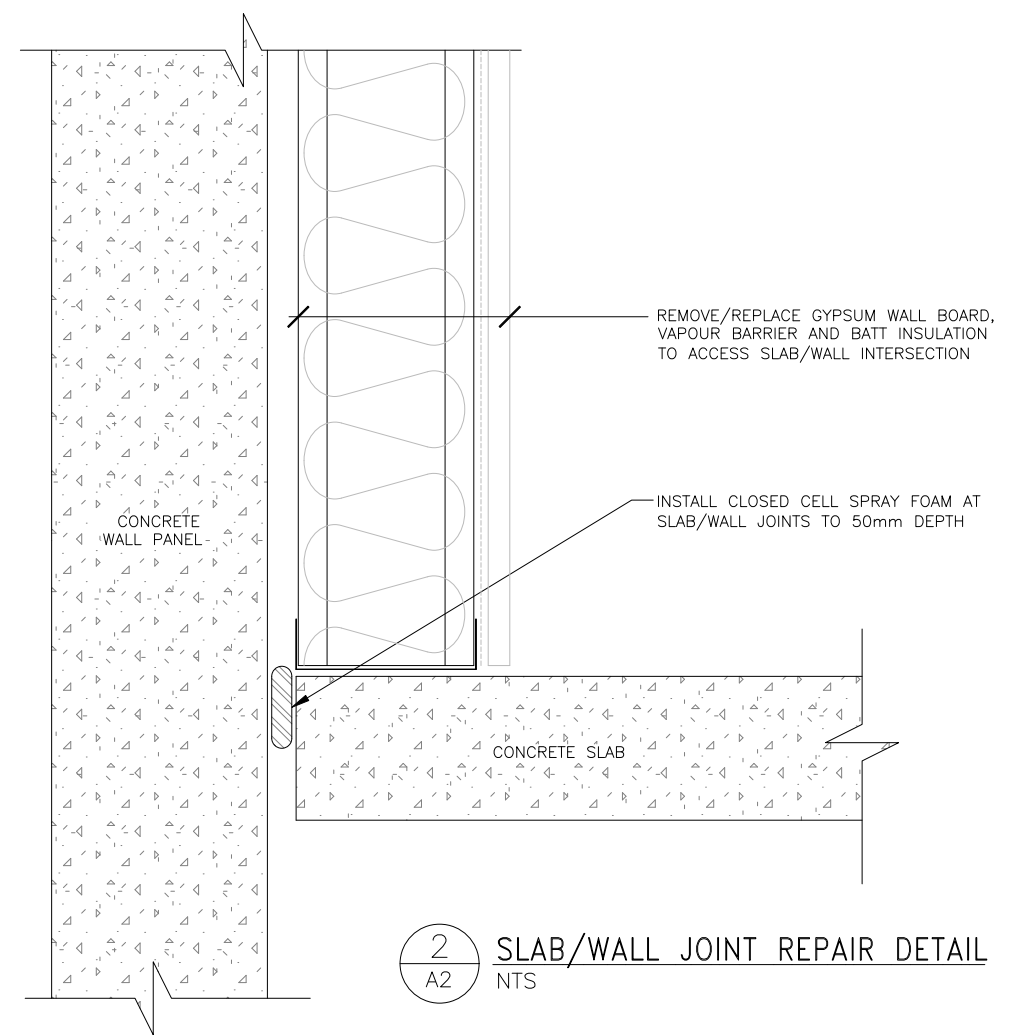 REMOVE/REPLACE GYPSUM WALL BOARD,
VAPOUR BARRIER AND BATT INSULATION
TO ACCESS SLAB/WALL INTERSECTION
INSTALL CLOSED CELL SPRAY FOAM AT
SLAB/WALL JOINTS TO 50mm DEPTH
CONCRETE
WALL PANEL
CONCRETE SLAB
2
A2
SLAB/WALL JOINT REPAIR DETAIL
NTS